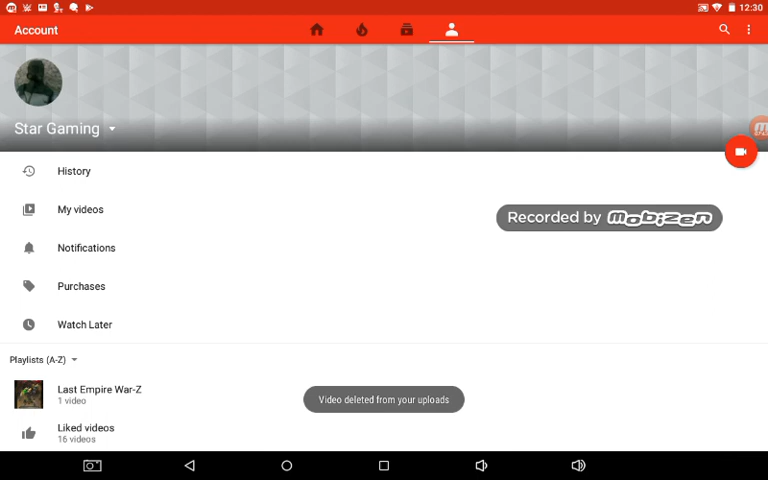 12:30
Account
Star Gaming
History
My videos
Recorded by mobizen
Notifications
Purchases
Watch Later
Playlists (A-Z)
Last Empire War-Z
1 video
Video deleted from your uploads
Liked videos
16 videos